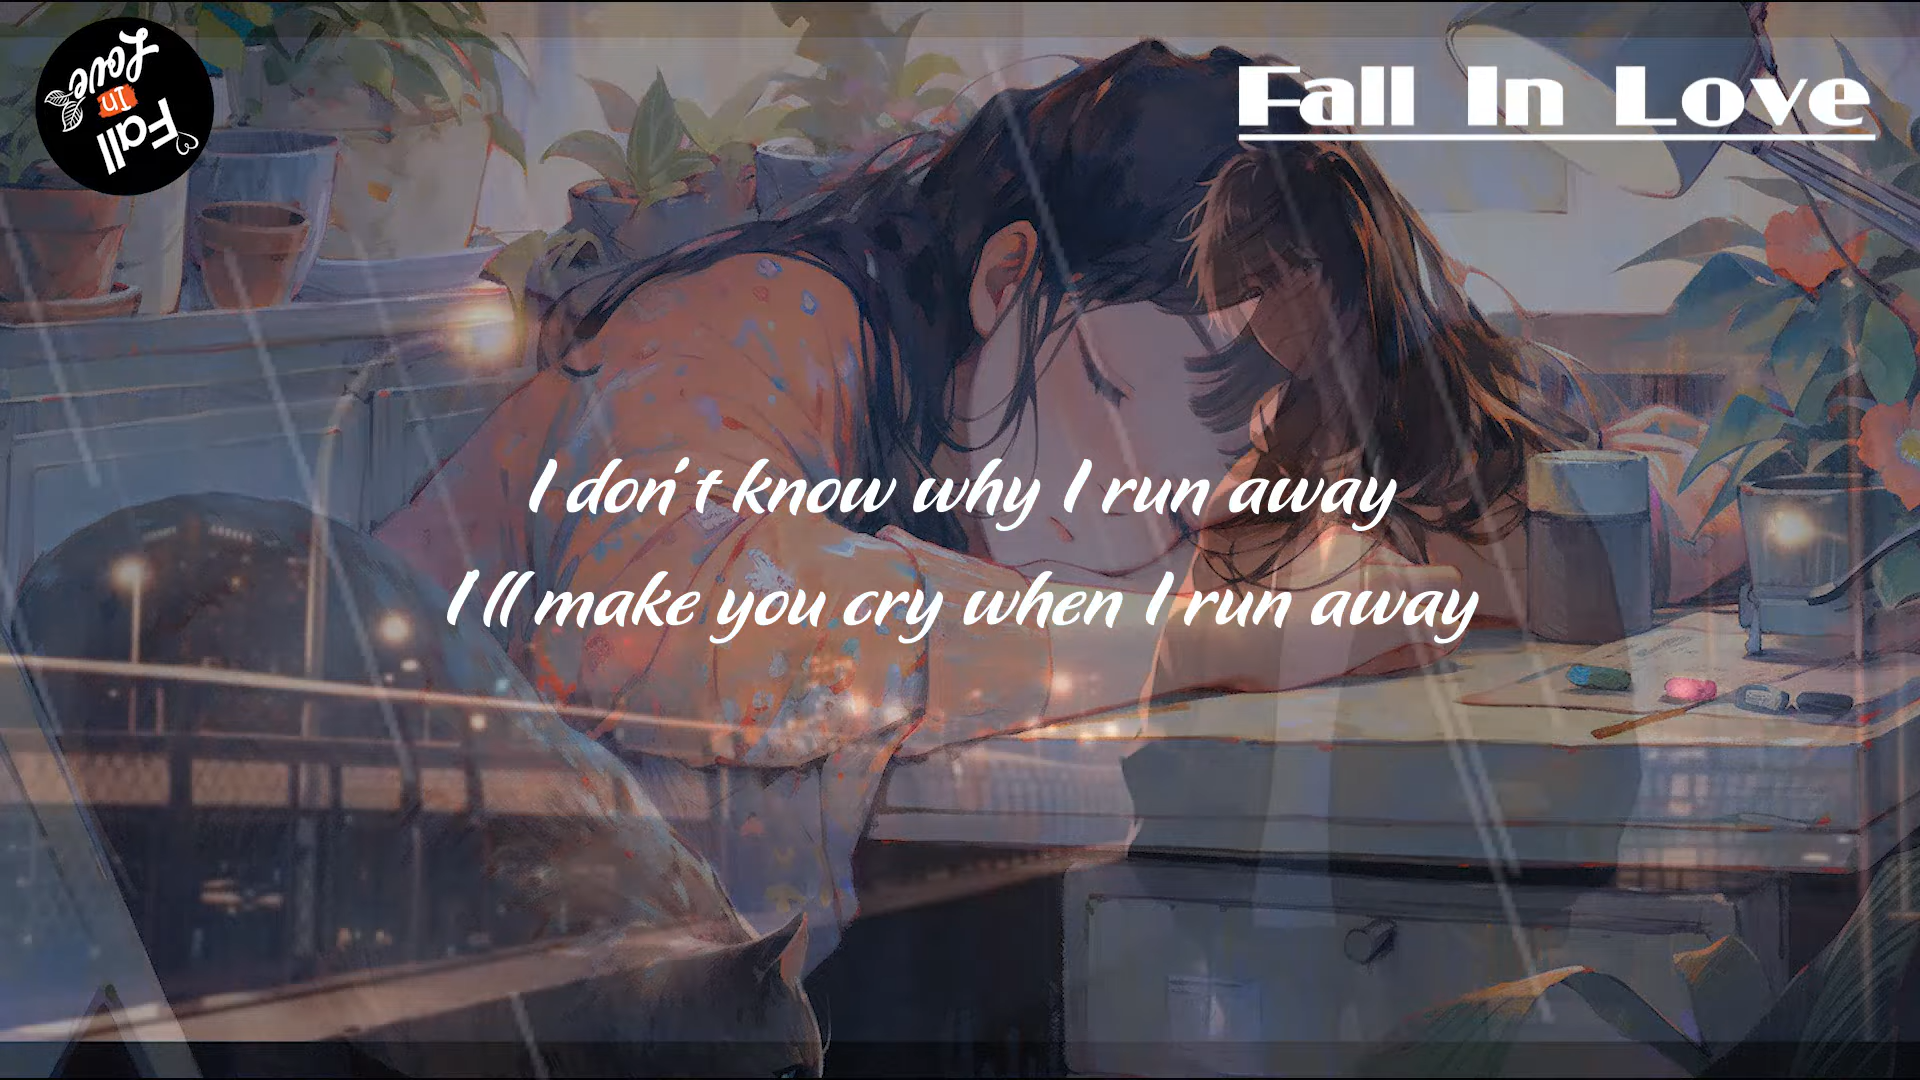 Fall
In
Love
Fall In Love
I don't know why I run away
I ll make you cry when I run away